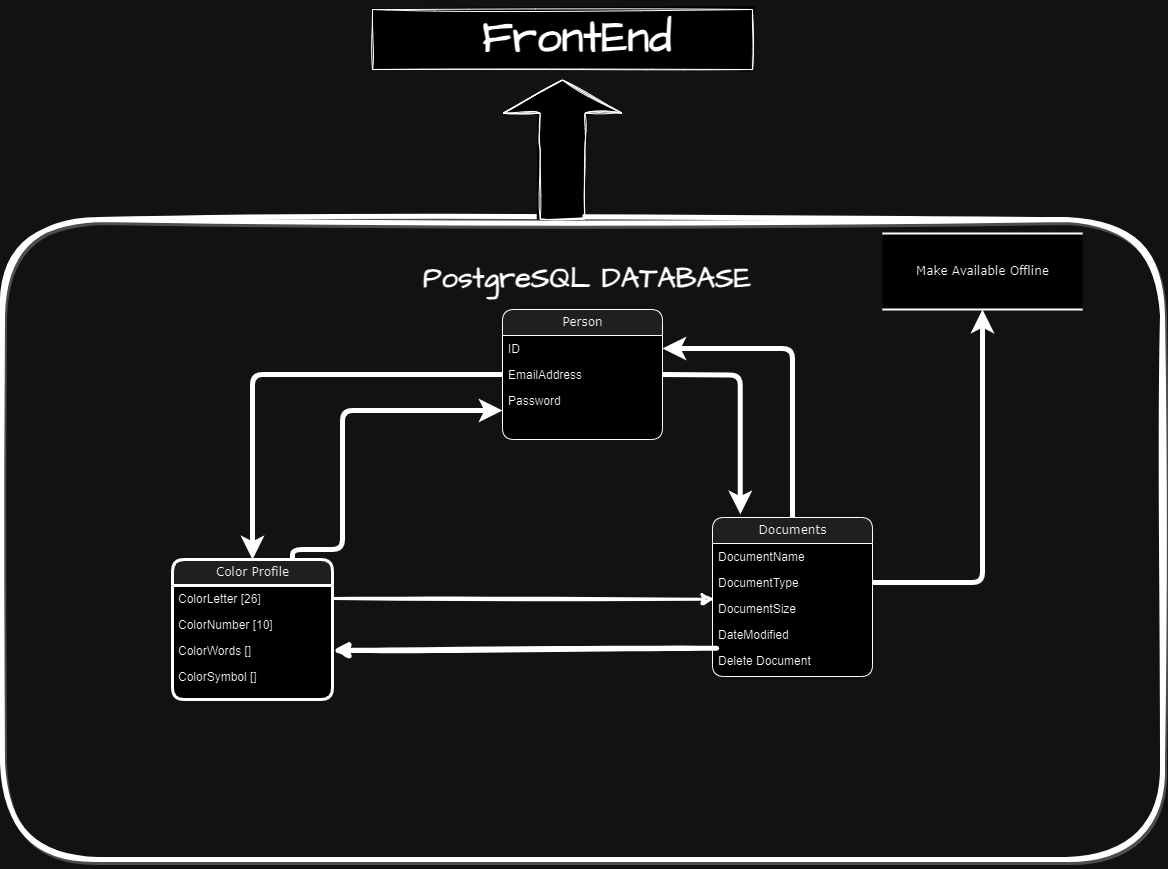 FrontEnd
PostgreSQL DATABASE
Make Available Offline
Person
ID
EmailAddress
Password
Color Profile
ColorLetter [26]
ColorNumber [10]
ColorWords []
ColorSymbol []
Documents
DocumentName
DocumentType
DocumentSize
DateModified
Delete Document